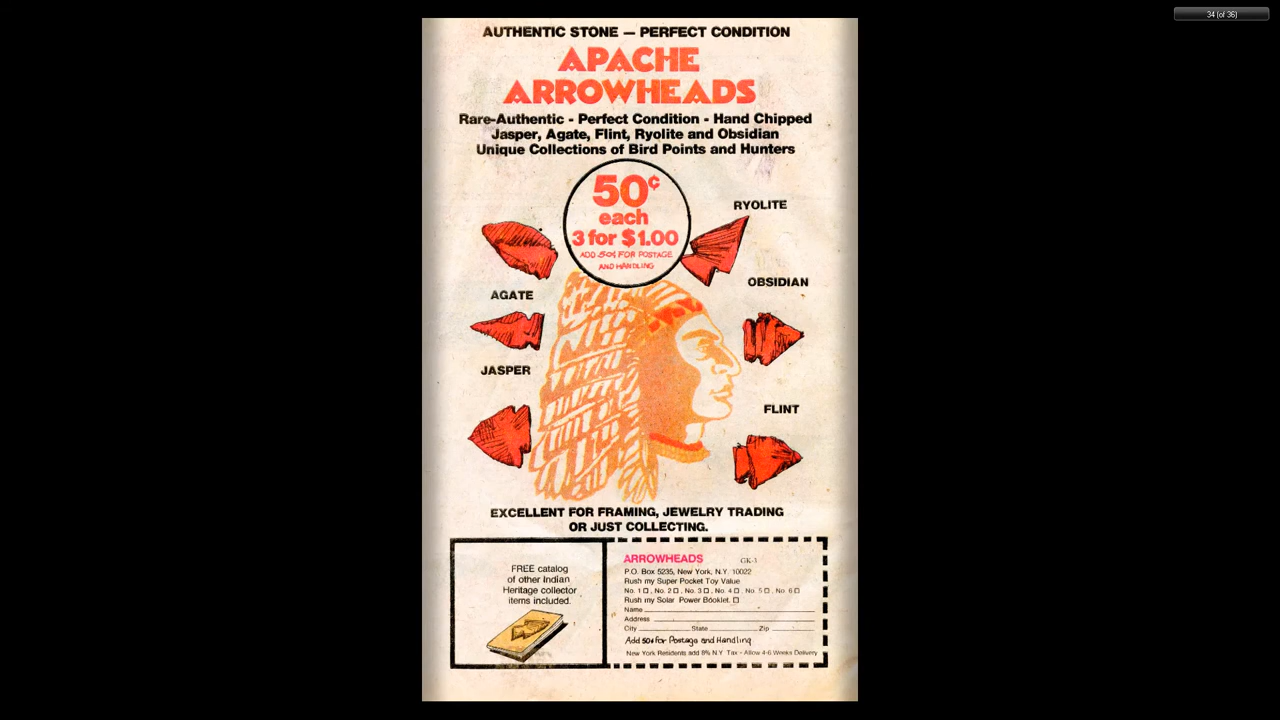 34 (of 36)
AUTHENTIC STONE — PERFECT CONDITION
APACHE
ARROWHEADS
Rare-Authentic - Perfect Condition - Hand Chipped
Jasper, Agate, Flint, Ryolite and Obsidian
Unique Collections of Bird Points and Hunters
50¢
each
3 for $1.00
ADD 50¢ FOR POSTAGE
AND HANDLING
RYOLITE
OBSIDIAN
AGATE
JASPER
FLINT
EXCELLENT FOR FRAMING, JEWELRY TRADING
OR JUST COLLECTING.
FREE catalog
of other Indian
Heritage collector
items included.
ARROWHEADS GK-3
P.O. Box 5235, New York, N.Y. 10022
Rush my Super Pocket Toy Value
No. 1 □ , No. 2 □ , No. 3 □ , No. 4 □ , No. 5 □ , No. 6 □
Rush my Solar Power Booklet. □
Name
Address
City State Zip
Add 50¢ for Postage and Handling
New York Residents add 8% N.Y Tax - Allow 4-6 Weeks Delivery